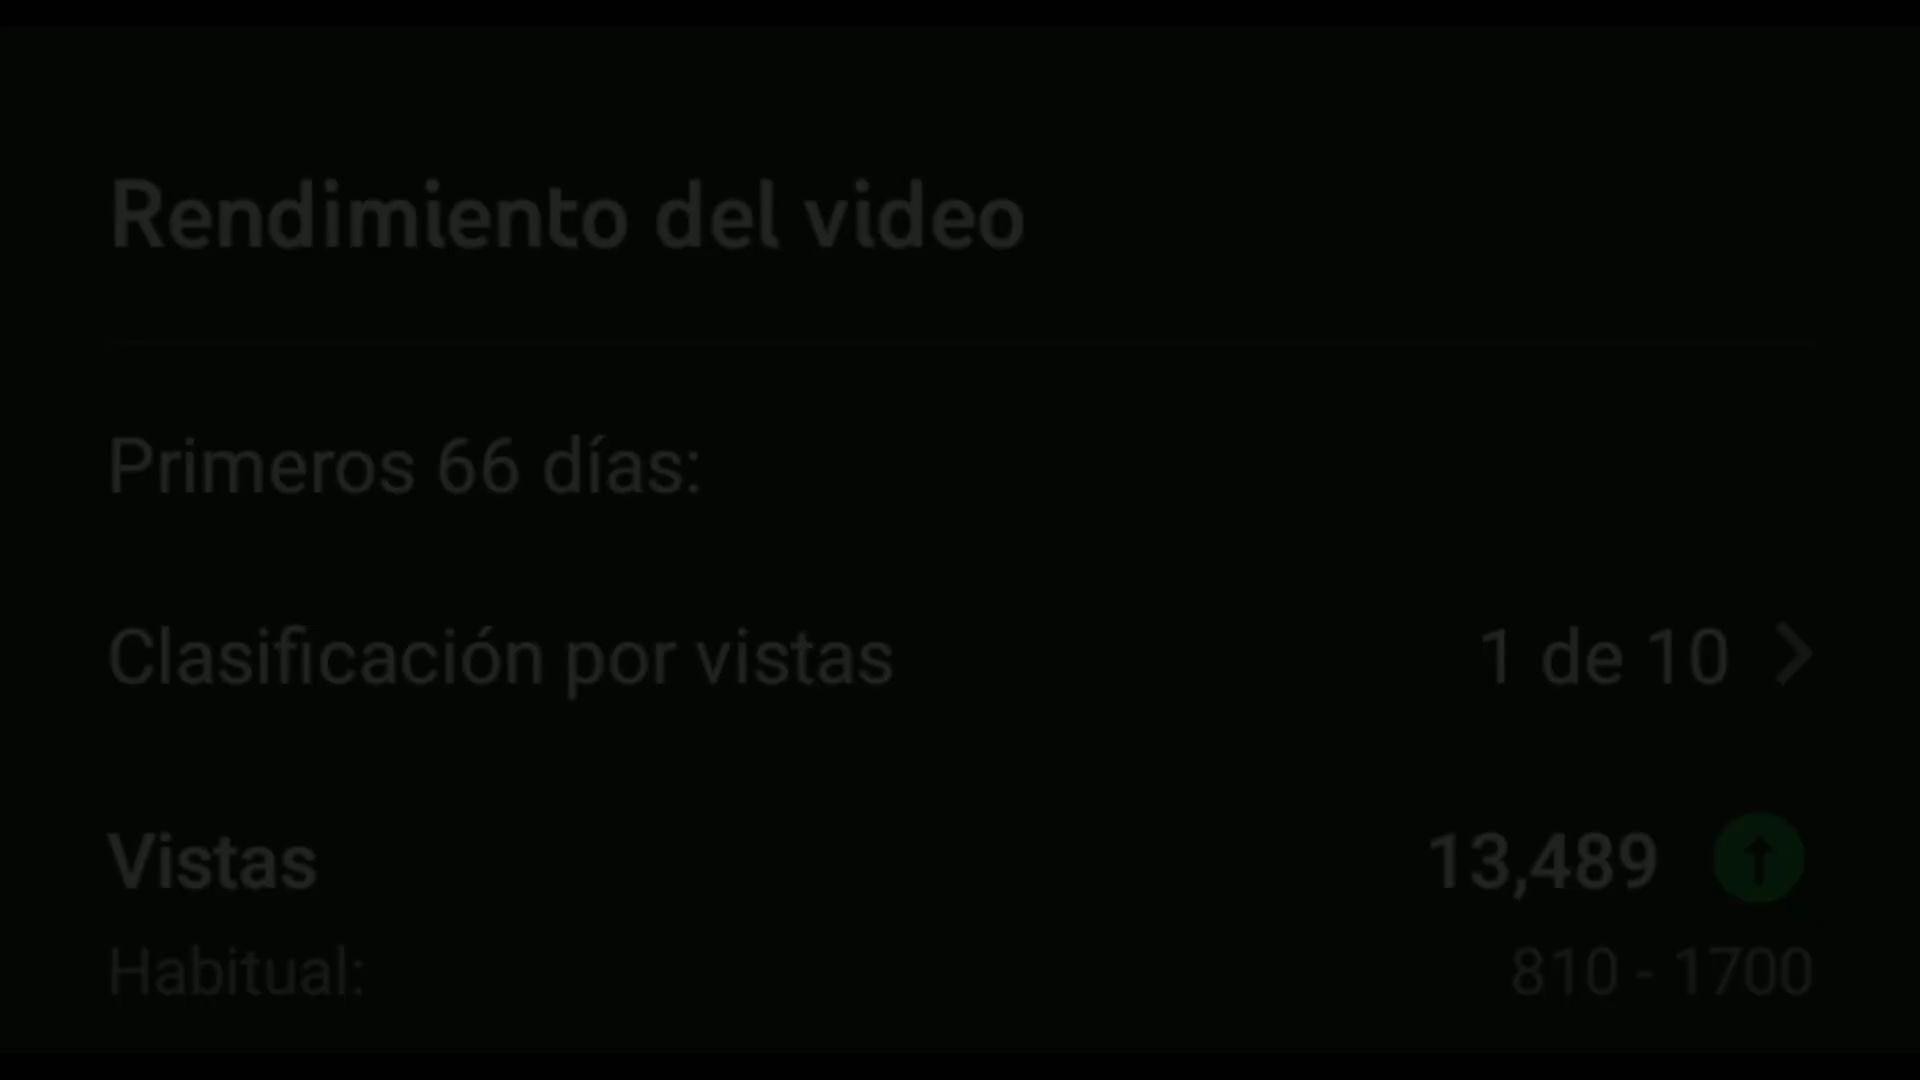 Rendimiento del video
Primeros 66 días:
Clasificación por vistas 1 de 10
Vistas 13,489
Habitual: 810 - 1700